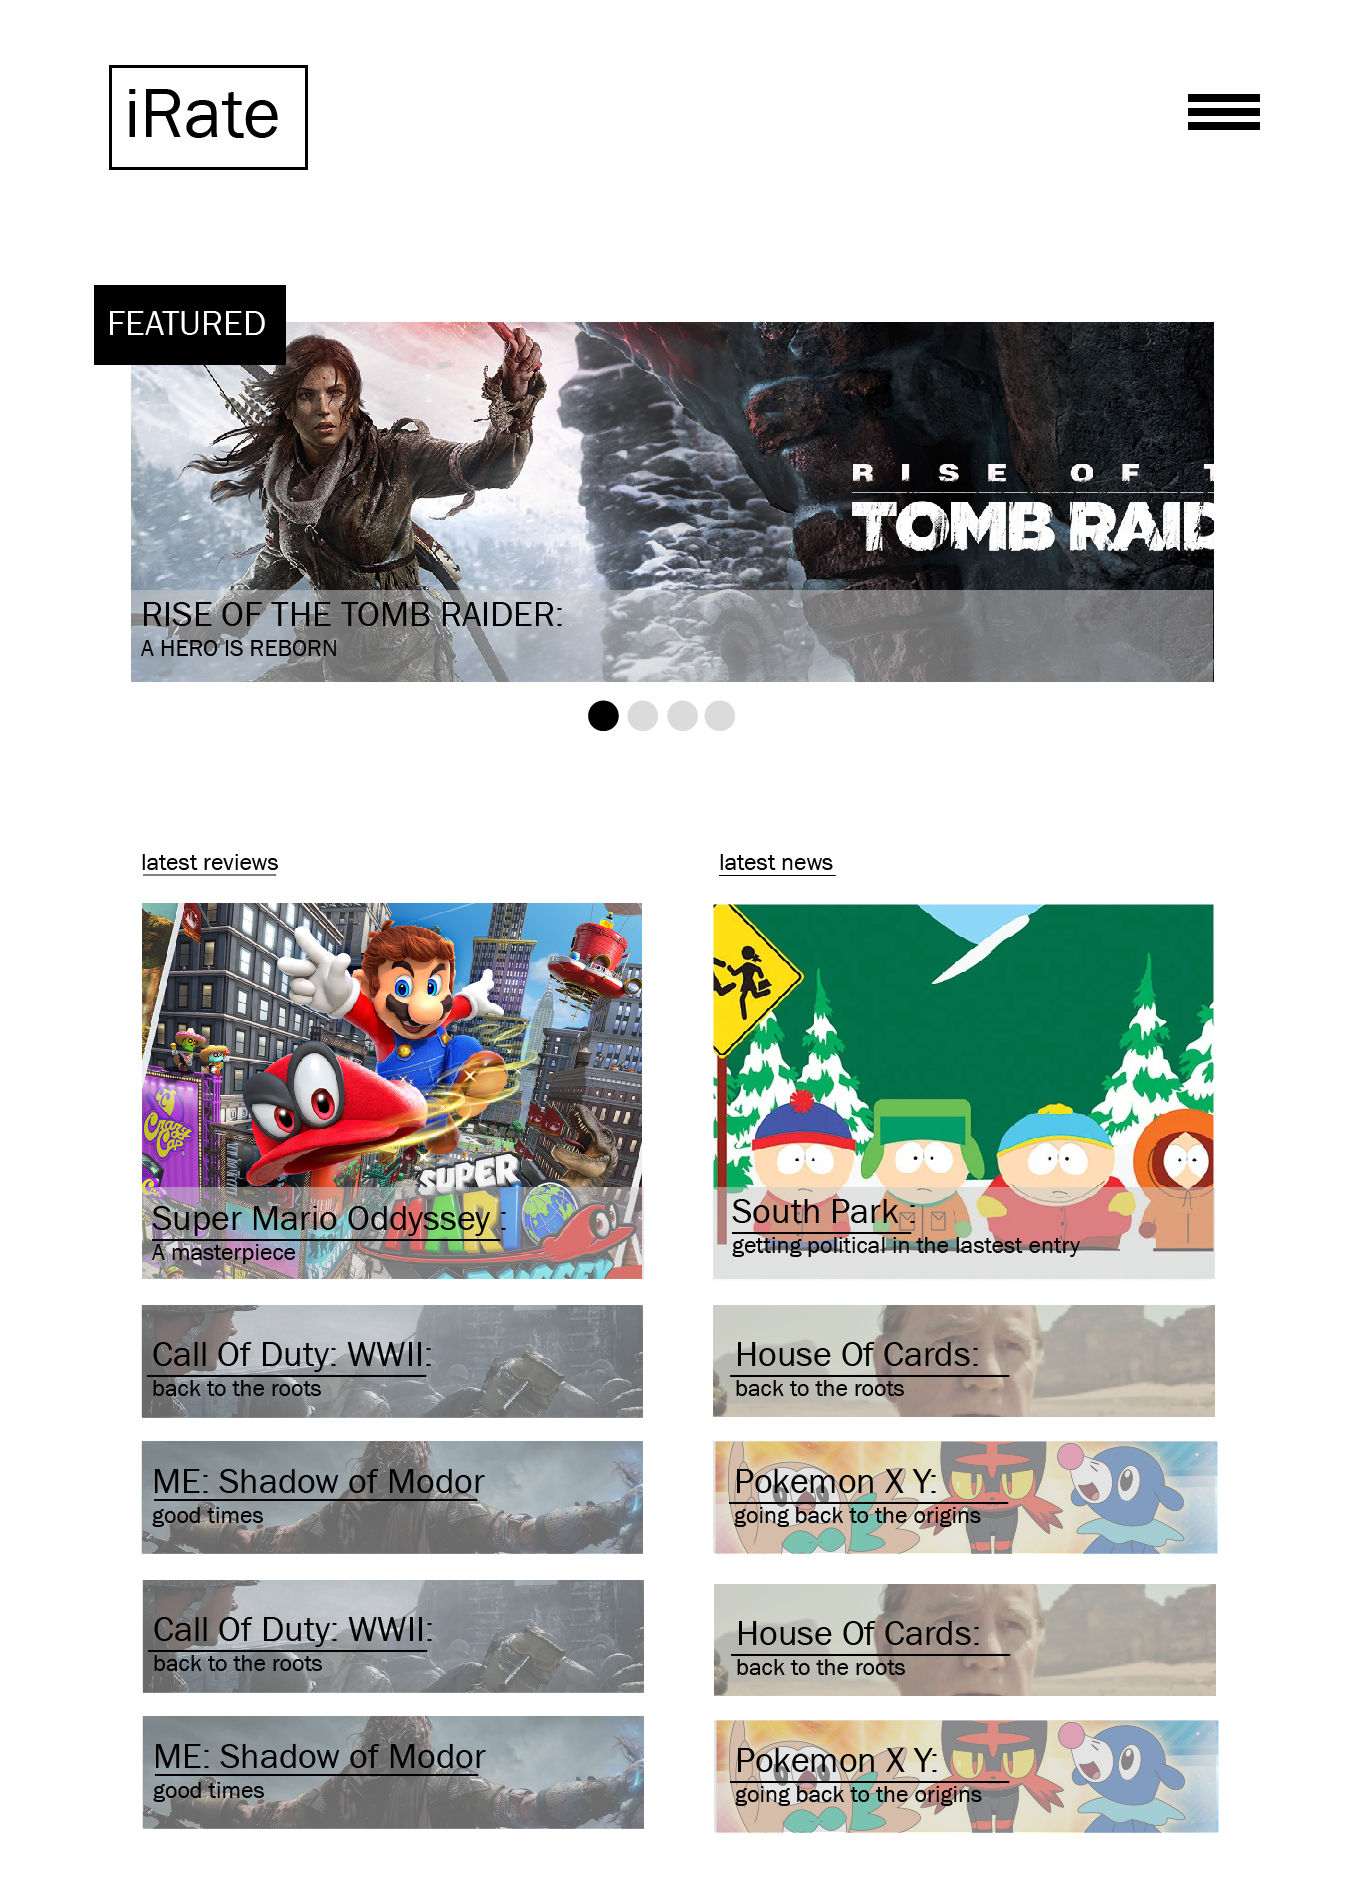 iRate
FEATURED
RISE OF T
TOMB RAID
RISE OF THE TOMB RAIDER:
A HERO IS REBORN
latest reviews
latest news
Crazy
Cap
SUPER
MARIO
ODYSSEY
Super Mario Oddyssey :
A masterpiece
South Park :
getting political in the lastest entry
Call Of Duty: WWII:
back to the roots
House Of Cards:
back to the roots
ME: Shadow of Modor
good times
Pokemon X Y:
going back to the origins
Call Of Duty: WWII:
back to the roots
House Of Cards:
back to the roots
ME: Shadow of Modor
good times
Pokemon X Y:
going back to the origins